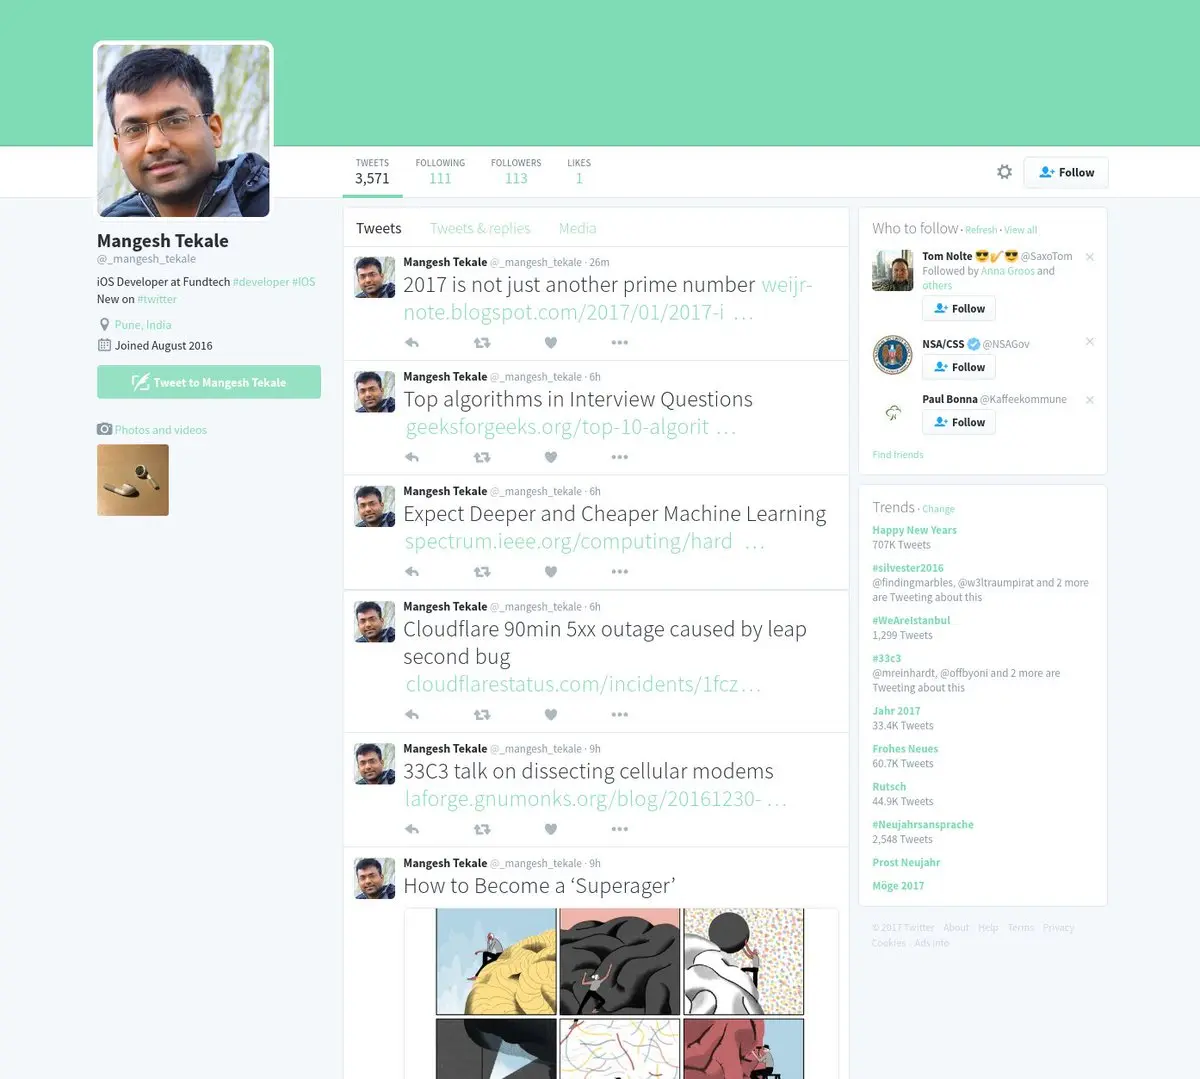 TWEETS FOLLOWING FOLLOWERS LIKES
3,571 111 113 1
Follow
Mangesh Tekale
@_mangesh_tekale
iOS Developer at Fundtech #developer #IOS
New on #twitter
Pune, India
Joined August 2016
Tweet to Mangesh Tekale
Photos and videos
Tweets Tweets & replies Media
Mangesh Tekale @_mangesh_tekale · 26m
2017 is not just another prime number weijr-
note.blogspot.com/2017/01/2017-i …
Mangesh Tekale @_mangesh_tekale · 6h
Top algorithms in Interview Questions
geeksforgeeks.org/top-10-algorit …
Mangesh Tekale @_mangesh_tekale · 6h
Expect Deeper and Cheaper Machine Learning
spectrum.ieee.org/computing/hard …
Mangesh Tekale @_mangesh_tekale · 6h
Cloudflare 90min 5xx outage caused by leap
second bug
cloudflarestatus.com/incidents/1fcz…
Mangesh Tekale @_mangesh_tekale · 9h
33C3 talk on dissecting cellular modems
laforge.gnumonks.org/blog/20161230- …
Mangesh Tekale @_mangesh_tekale · 9h
How to Become a ‘Superager’
Who to follow · Refresh · View all
Tom Nolte 😎🎷😎 @SaxoTom
Followed by Anna Groos and
others
Follow
NSA/CSS @NSAGov
Follow
Paul Bonna @Kaffeekommune
Follow
Find friends
Trends · Change
Happy New Years
707K Tweets
#silvester2016
@findingmarbles, @w3ltraumpirat and 2 more
are Tweeting about this
#WeAreIstanbul
1,299 Tweets
#33c3
@mreinhardt, @offbyoni and 2 more are
Tweeting about this
Jahr 2017
33.4K Tweets
Frohes Neues
60.7K Tweets
Rutsch
44.9K Tweets
#Neujahrsansprache
2,548 Tweets
Prost Neujahr
Möge 2017
© 2017 Twitter About Help Terms Privacy
Cookies Ads info